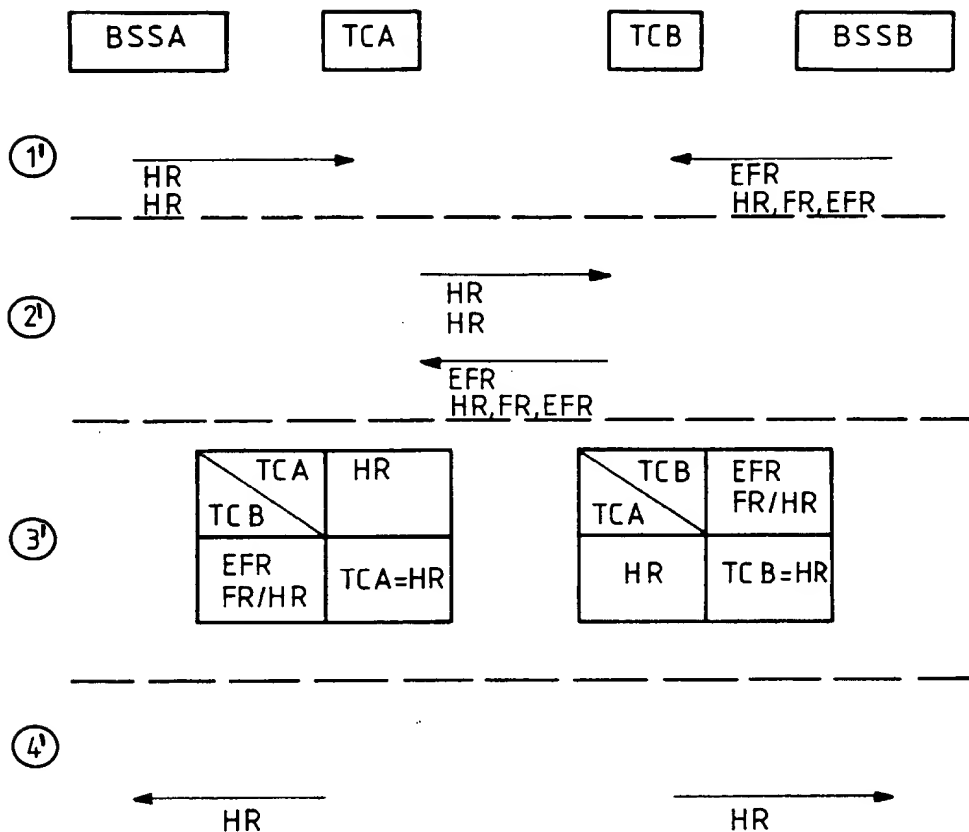 BSSA
TCA
TCB
BSSB
1'
HR
HR
EFR
HR,FR,EFR
2'
HR
HR
EFR
HR,FR,EFR
3'
TCA
TCB
HR
EFR
FR/HR
TCA=HR
TCB
TCA
EFR
FR/HR
HR
TCB=HR
4'
HR
HR